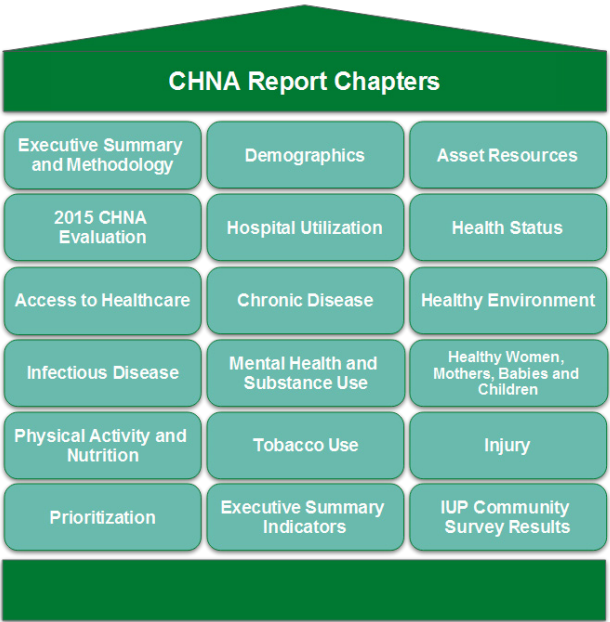 CHNA Report Chapters
Executive Summary
and Methodology
Demographics
Asset Resources
2015 CHNA
Evaluation
Hospital Utilization
Health Status
Access to Healthcare
Chronic Disease
Healthy Environment
Infectious Disease
Mental Health and
Substance Use
Healthy Women,
Mothers, Babies and
Children
Physical Activity and
Nutrition
Tobacco Use
Injury
Prioritization
Executive Summary
Indicators
IUP Community
Survey Results